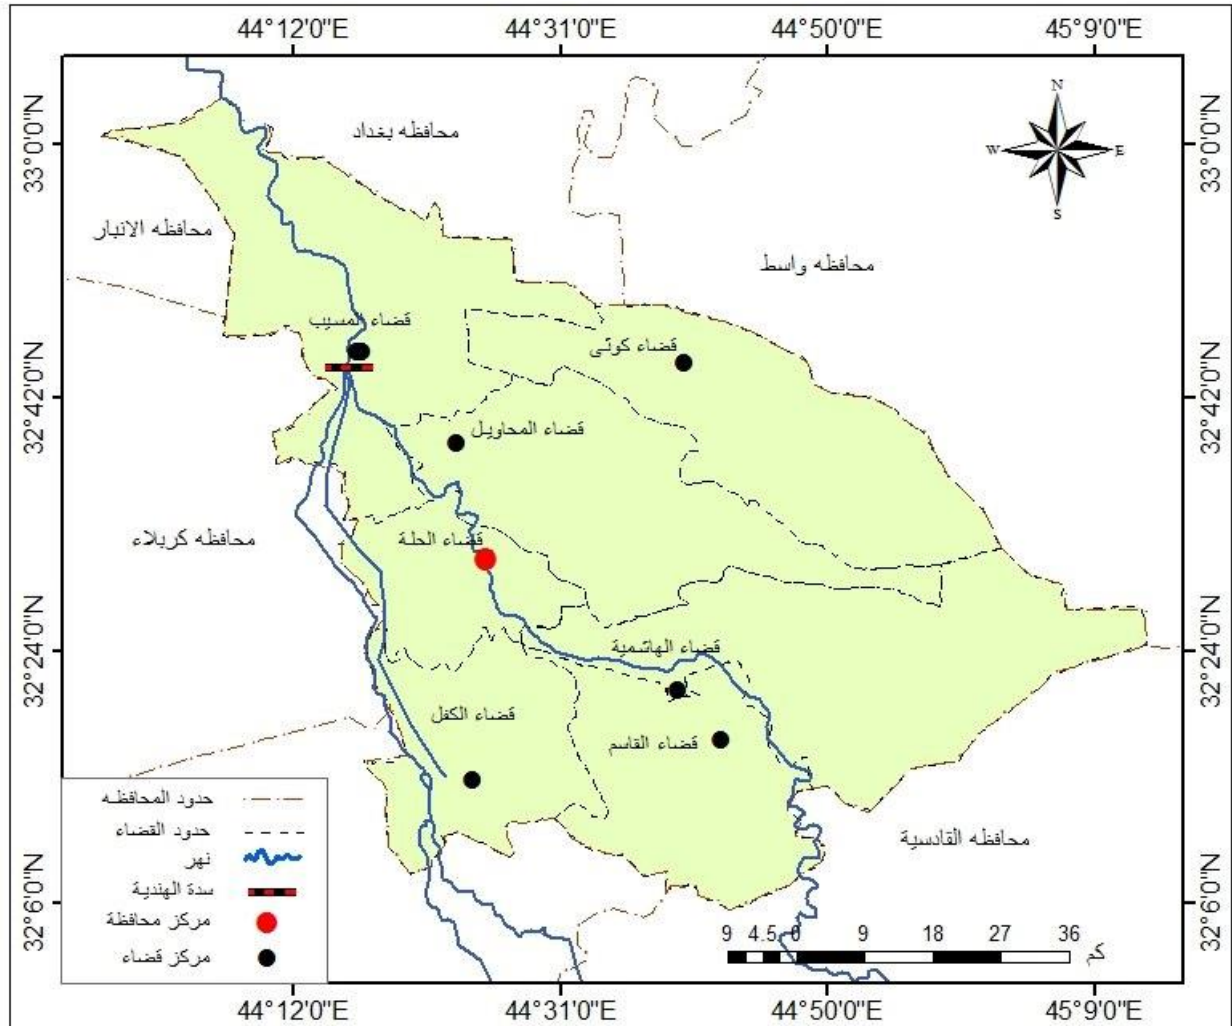 44°12'0"E 44°31'0"E 44°50'0"E 45°9'0"E
33°0'0"N
33°0'0"N
N
W E
S
محافظه بغداد
محافظه الانبار
محافظه واسط
قضاء المسيب
قضاء كوثى
32°42'0"N
32°42'0"N
قضاء المحاويل
محافظه كربلاء
قضاء الحلة
32°24'0"N
32°24'0"N
قضاء الهاشمية
قضاء الكفل
قضاء القاسم
محافظه القادسية
حدود المحافظه
حدود القضاء
نهر
سدة الهندية
مركز محافظة
مركز قضاء
32°6'0"N
32°6'0"N
9 4.5 0 9 18 27 36
كم
44°12'0"E 44°31'0"E 44°50'0"E 45°9'0"E